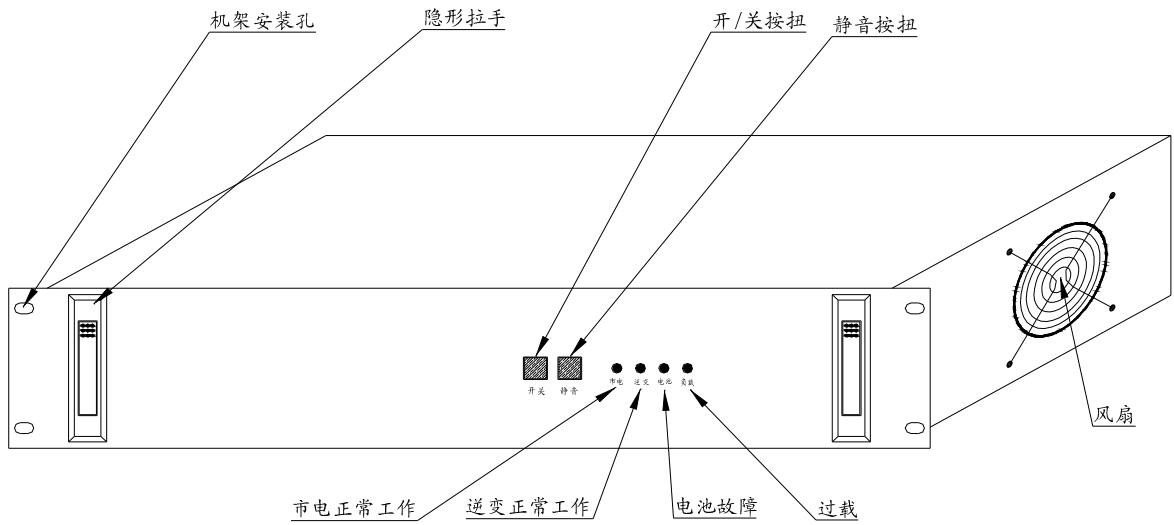 机架安装孔
隐形拉手
开/关按扭
静音按扭
开关
静音
市电
逆变
电池
负载
风扇
市电正常工作
逆变正常工作
电池故障
过载